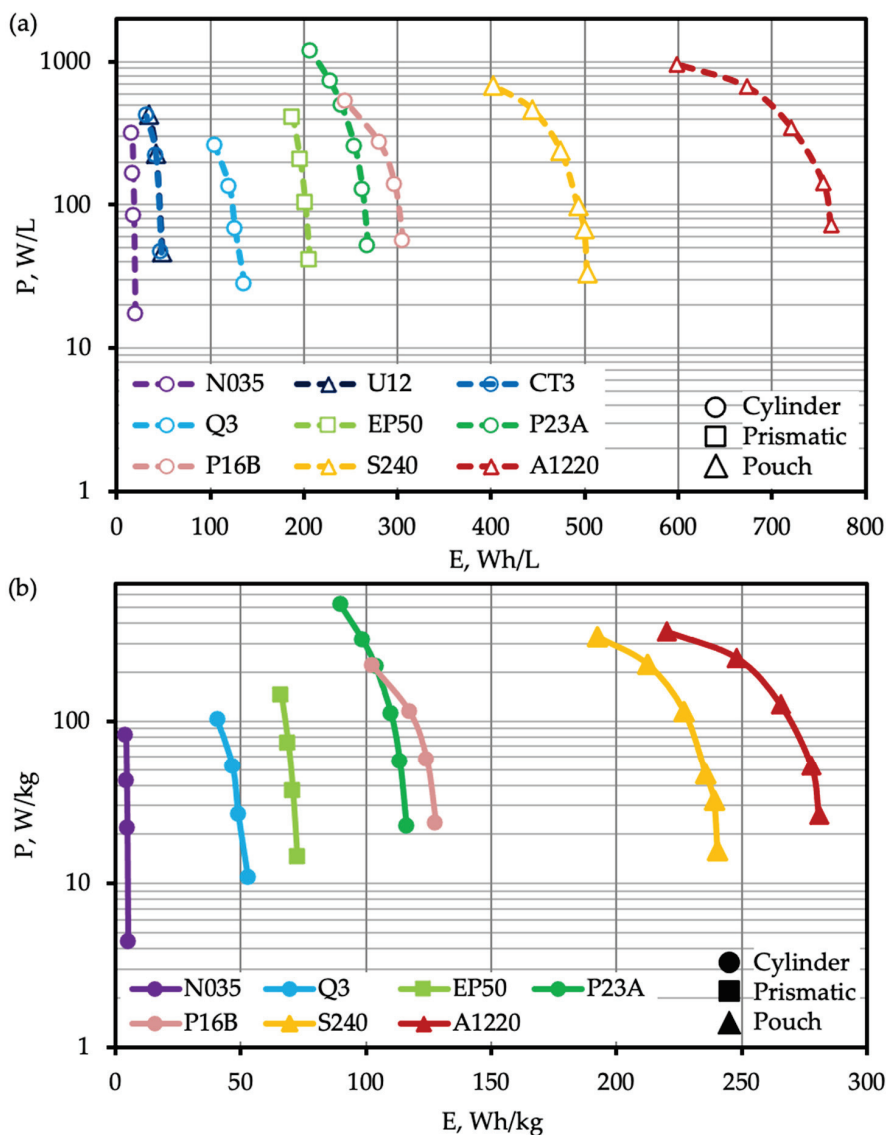 (a)
1000
100
10
1
P, W/L
N035 U12 CT3
Cylinder
Q3 EP50 P23A
Prismatic
P16B S240 A1220
Pouch
0 100 200 300 400 500 600 700 800
E, Wh/L
(b)
100
10
1
P, W/kg
Cylinder
N035 Q3 EP50 P23A
Prismatic
P16B S240 A1220
Pouch
0 50 100 150 200 250 300
E, Wh/kg